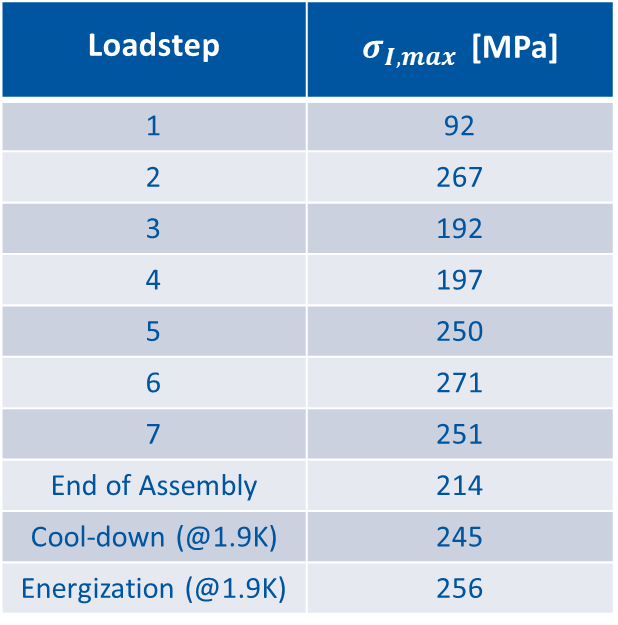 Loadstep σI,max [MPa]
1 92
2 267
3 192
4 197
5 250
6 271
7 251
End of Assembly 214
Cool-down (@1.9K) 245
Energization (@1.9K) 256